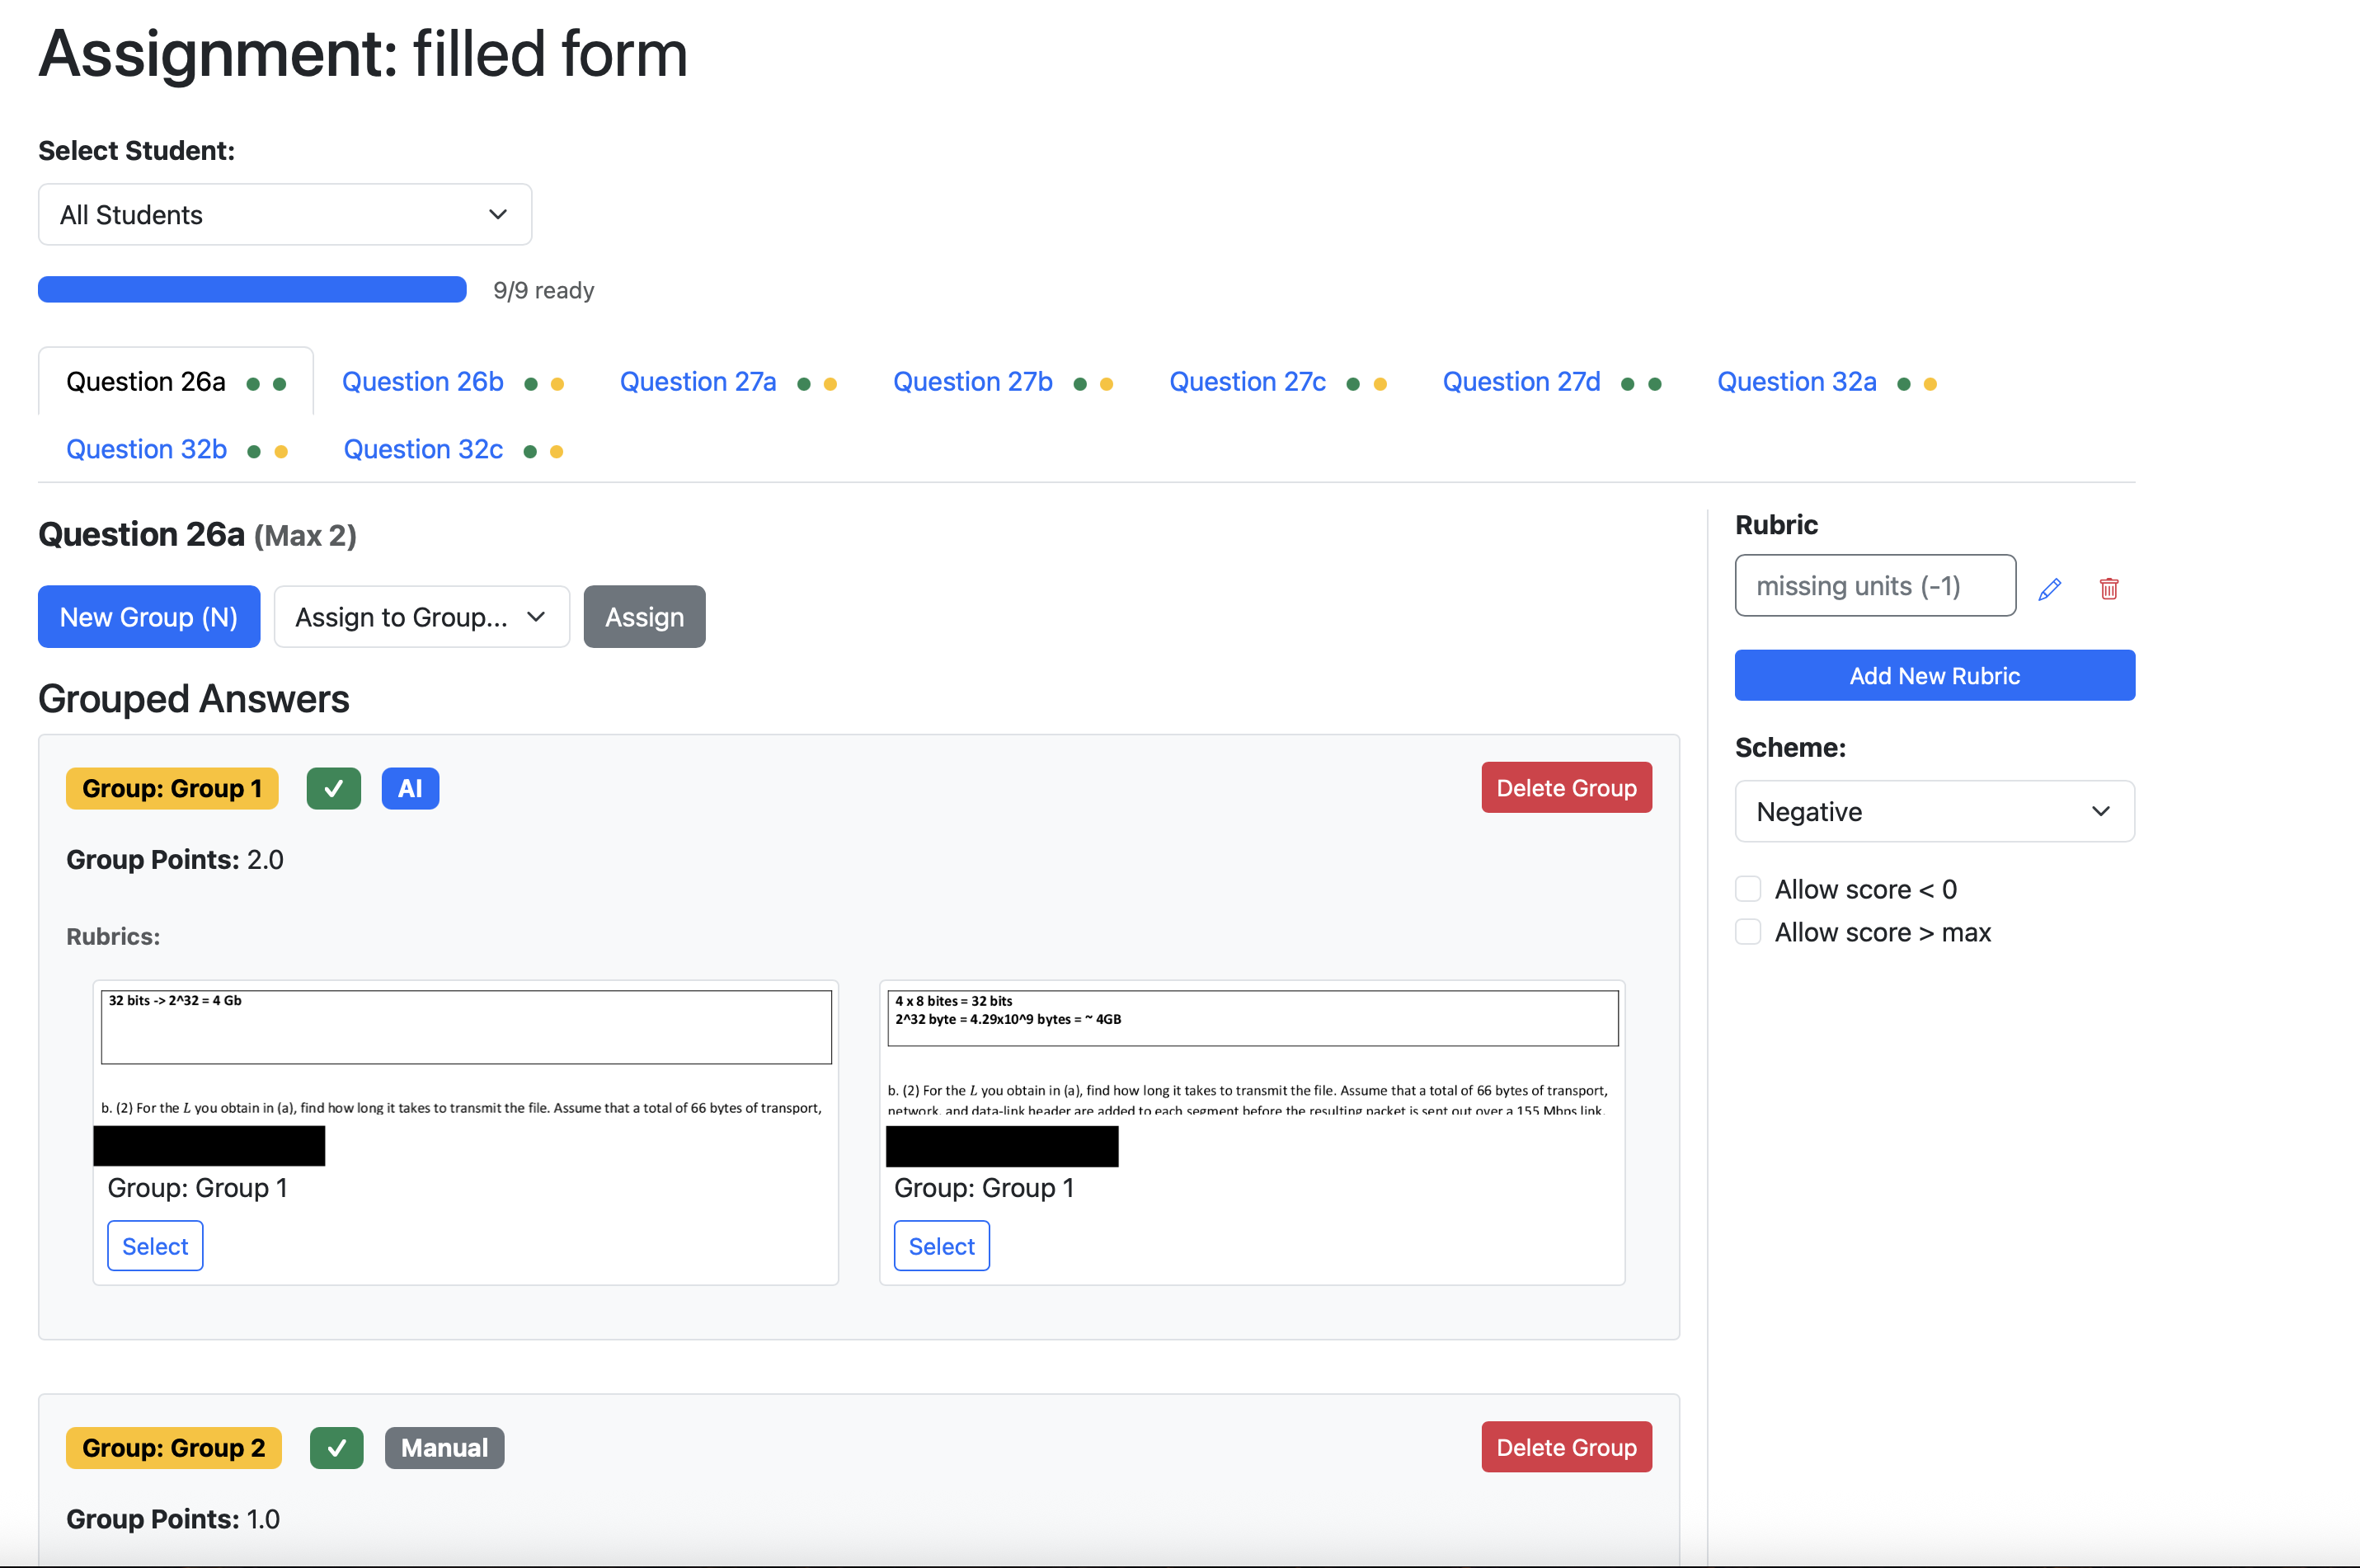 Assignment: filled form
Select Student:
All Students
9/9 ready
Question 26a
Question 26b
Question 27a
Question 27b
Question 27c
Question 27d
Question 32a
Question 32b
Question 32c
Question 26a (Max 2)
New Group (N)
Assign to Group...
Assign
Grouped Answers
Group: Group 1
AI
Delete Group
Group Points: 2.0
Rubrics:
32 bits -> 2^32 = 4 Gb
b. (2) For the L you obtain in (a), find how long it takes to transmit the file. Assume that a total of 66 bytes of transport,
Group: Group 1
Select
4 x 8 bites = 32 bits
2^32 byte = 4.29x10^9 bytes = ~ 4GB
b. (2) For the L you obtain in (a), find how long it takes to transmit the file. Assume that a total of 66 bytes of transport,
network, and data-link header are added to each segment before the resulting packet is sent out over a 155 Mbps link.
Group: Group 1
Select
Group: Group 2
Manual
Delete Group
Group Points: 1.0
Rubric
missing units (-1)
Add New Rubric
Scheme:
Negative
Allow score < 0
Allow score > max